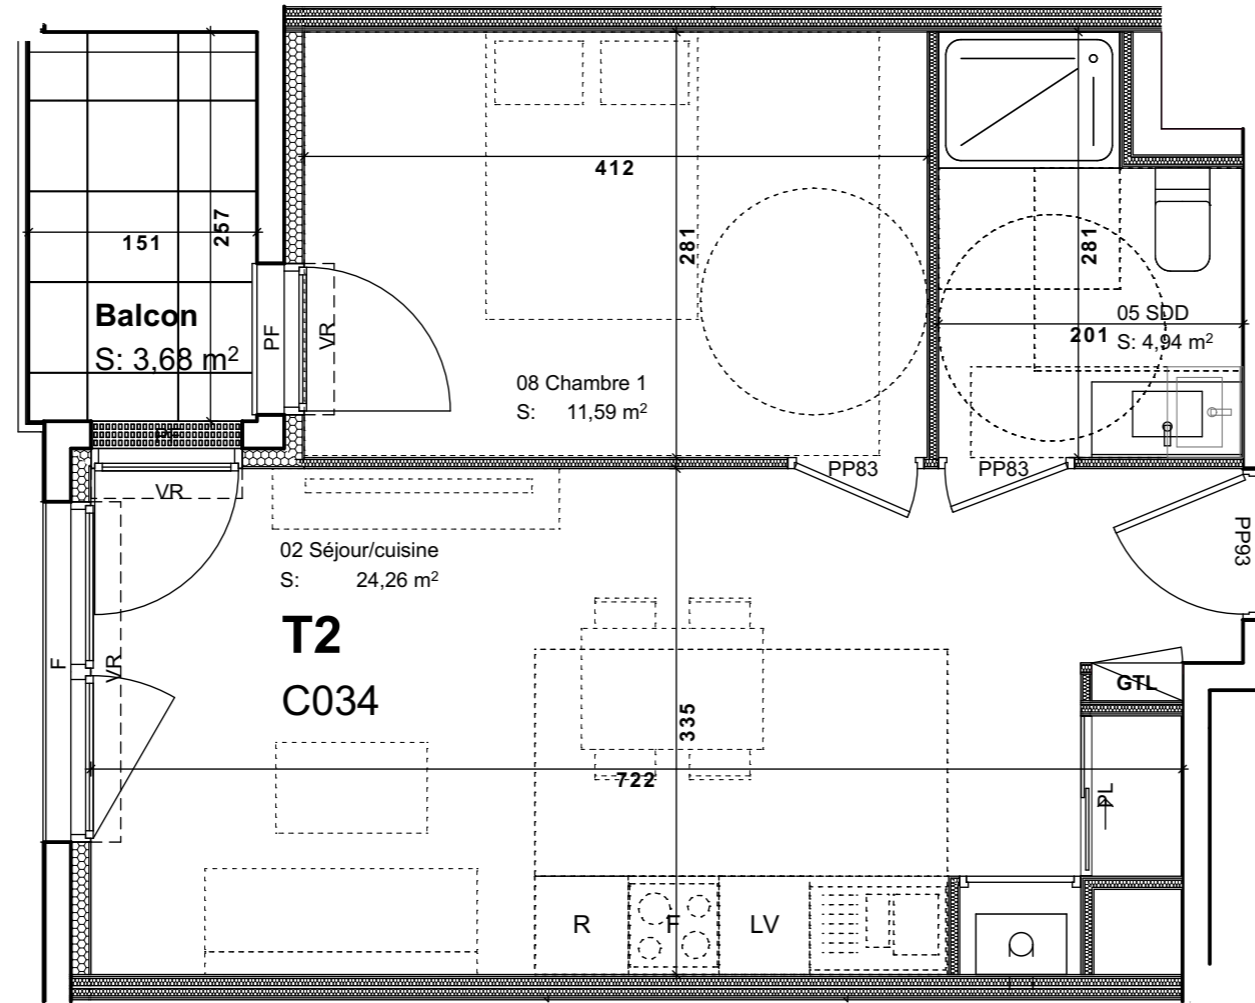 412
281
281
257
151
Balcon
S: 3,68 m²
PF
VR
05 SDD
201
S: 4,94 m²
08 Chambre 1
S: 11,59 m²
PF
PP83
PP83
VR
PP93
02 Séjour/cuisine
S: 24,26 m²
T2
C034
F
VR
GTL
335
722
PL
R
F
LV